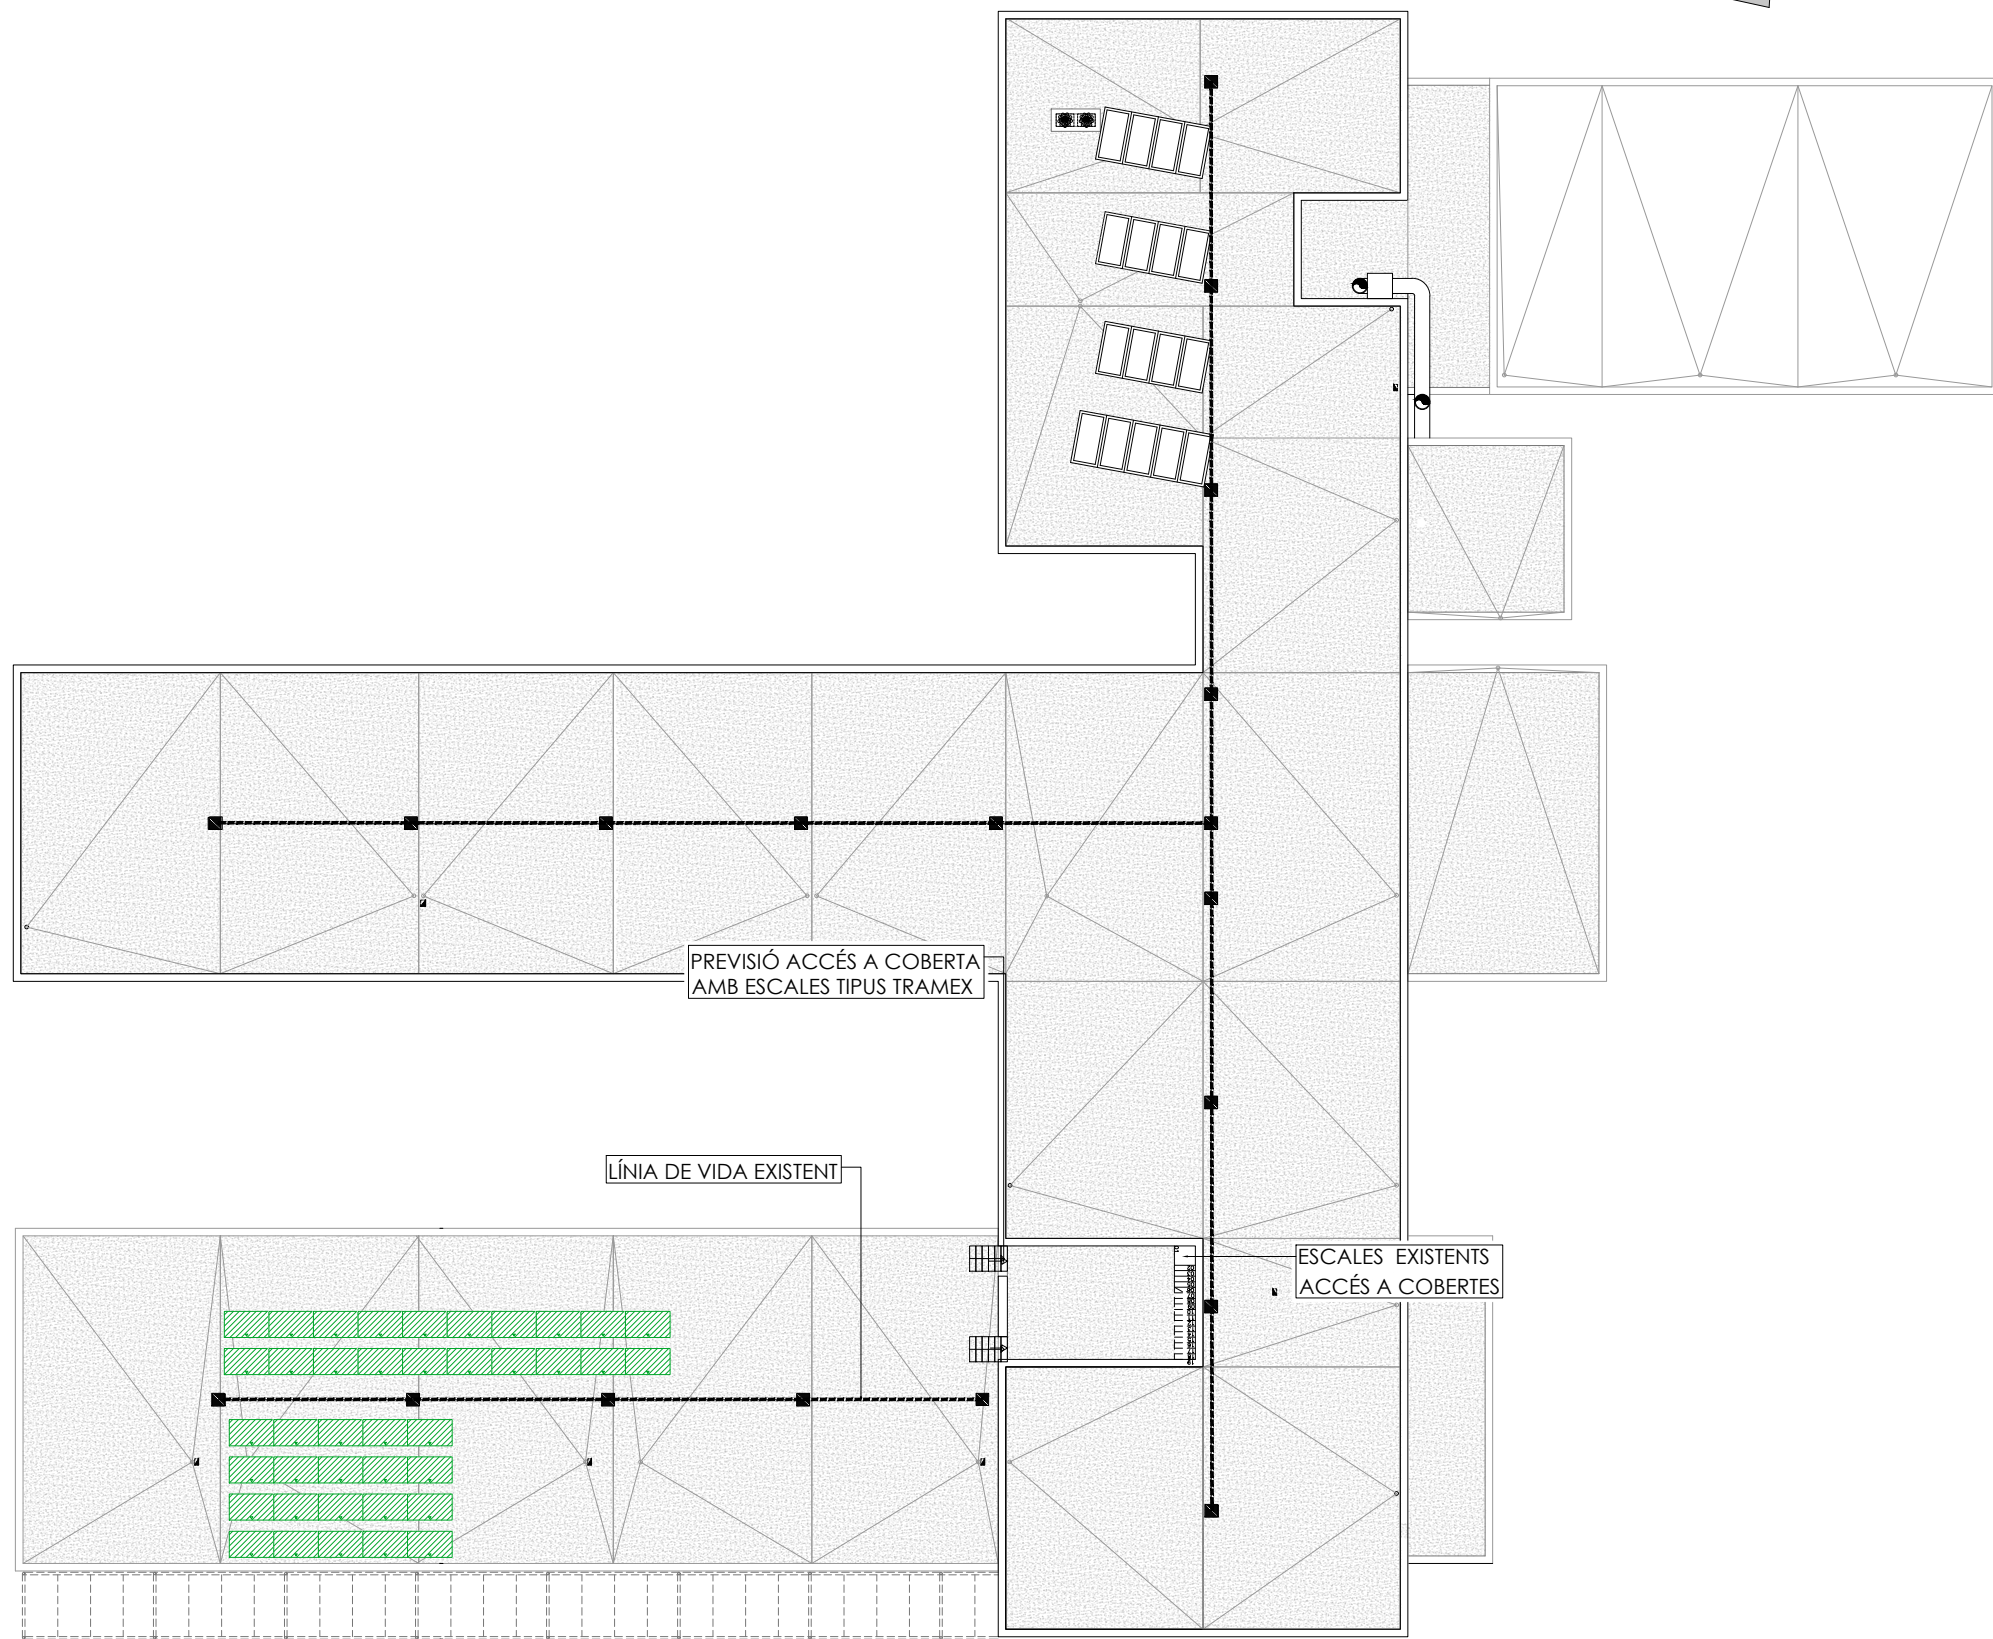 PREVISIÓ ACCÉS A COBERTA
AMB ESCALES TIPUS TRAMEX
LÍNIA DE VIDA EXISTENT
ESCALES EXISTENTS
ACCÉS A COBERTES